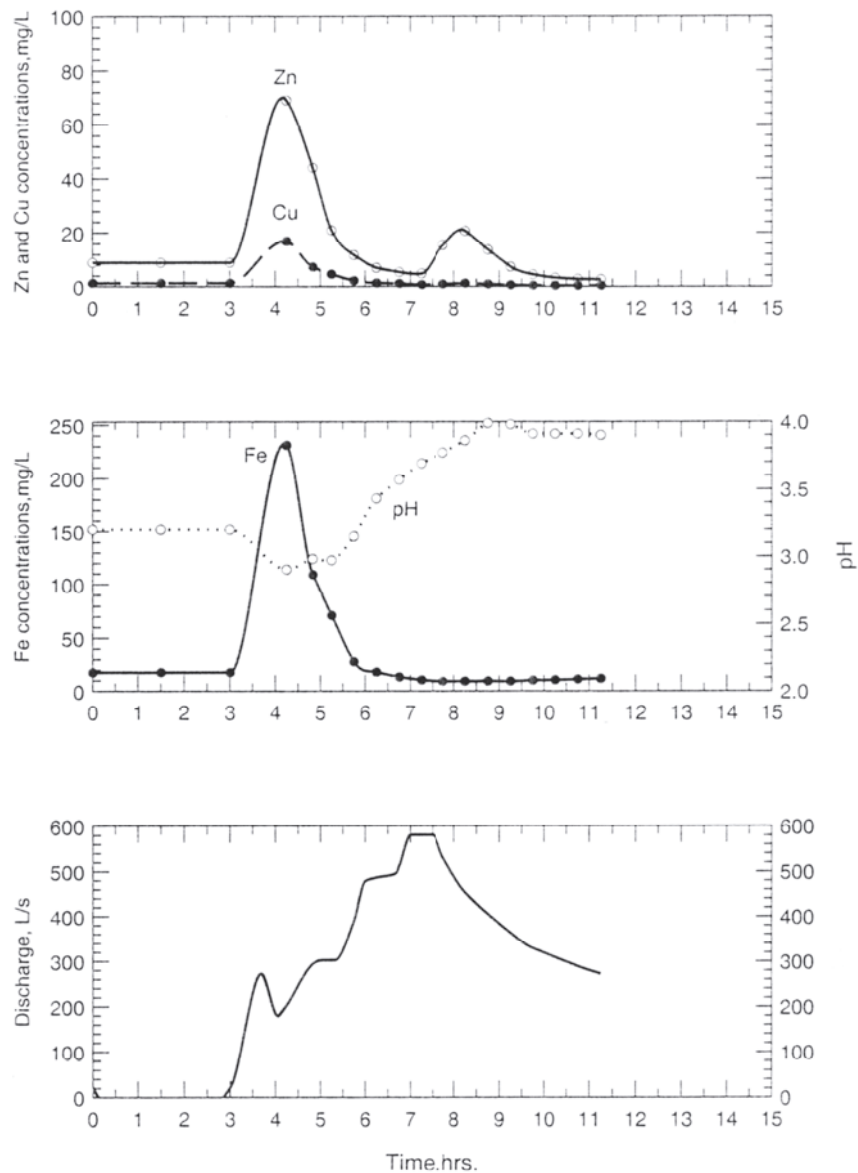 Zn and Cu concentrations,mg/L
100
80
60
40
20
0
Zn
Cu
0 1 2 3 4 5 6 7 8 9 10 11 12 13 14 15
Fe concentrations,mg/L
250
200
150
100
50
0
Fe
pH
4.0
3.5
3.0
2.5
2.0
pH
0 1 2 3 4 5 6 7 8 9 10 11 12 13 14 15
Discharge, L/s
600
500
400
300
200
100
0
600
500
400
300
200
100
0
0 1 2 3 4 5 6 7 8 9 10 11 12 13 14 15
Time,hrs.